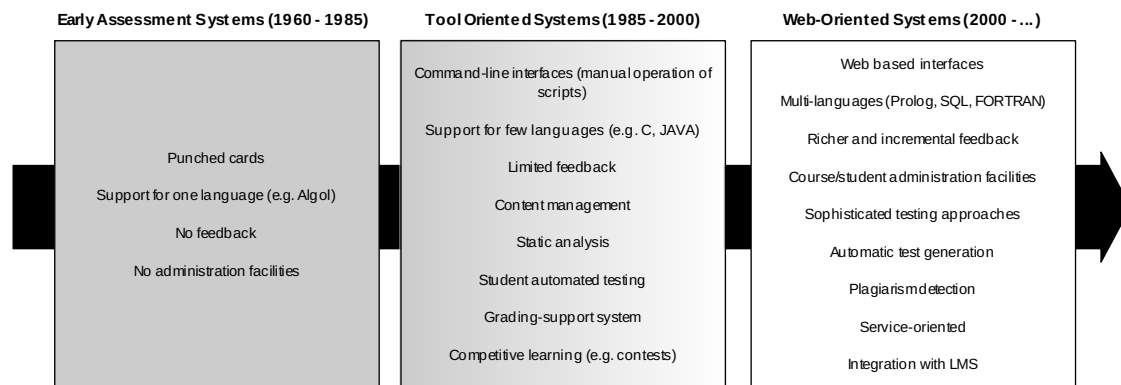 Early Assessment Systems (1960 - 1985)
Punched cards
Support for one language (e.g. Algol)
No feedback
No administration facilities
Tool Oriented Systems (1985 - 2000)
Command-line interfaces (manual operation of
scripts)
Support for few languages (e.g. C, JAVA)
Limited feedback
Content management
Static analysis
Student automated testing
Grading-support system
Competitive learning (e.g. contests)
Web-Oriented Systems (2000 - ...)
Web based interfaces
Multi-languages (Prolog, SQL, FORTRAN)
Richer and incremental feedback
Course/student administration facilities
Sophisticated testing approaches
Automatic test generation
Plagiarism detection
Service-oriented
Integration with LMS